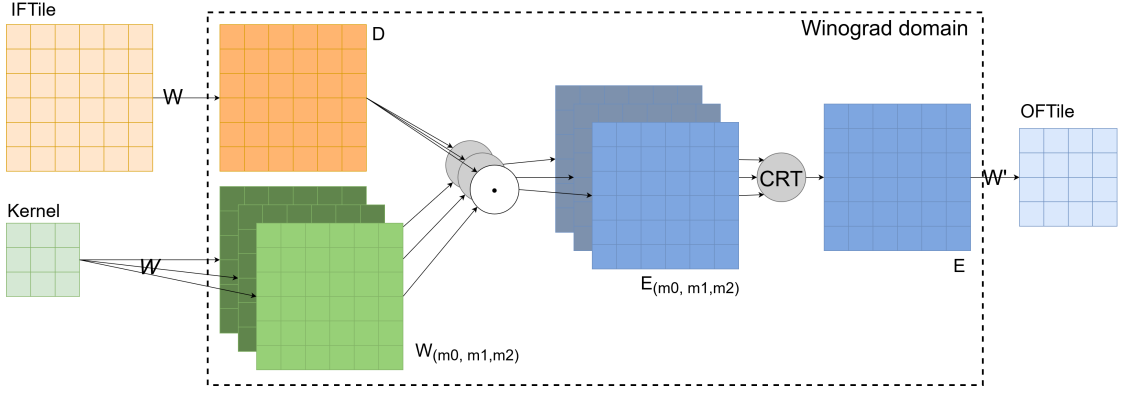 IFTile
D
Winograd domain
W
OFTile
CRT
W'
Kernel
W
E
E(m0, m1,m2)
W(m0, m1,m2)